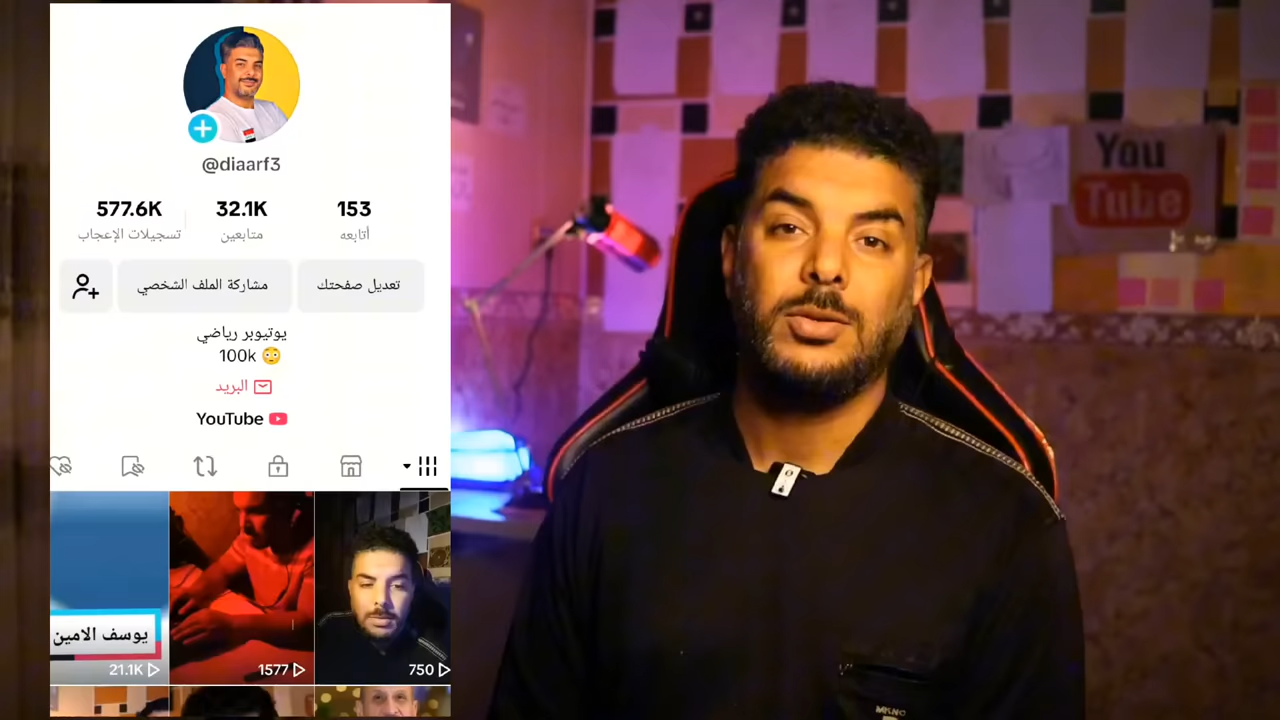 @diaarf3
577.6K 32.1K 153
أتابعه متابعين تسجيلات الإعجاب
تعديل صفحتك مشاركة الملف الشخصي
يوتيوبر رياضي
100k 😳
البريد
YouTube
يوسف الامين
21.1K 1577 750
You
Tube